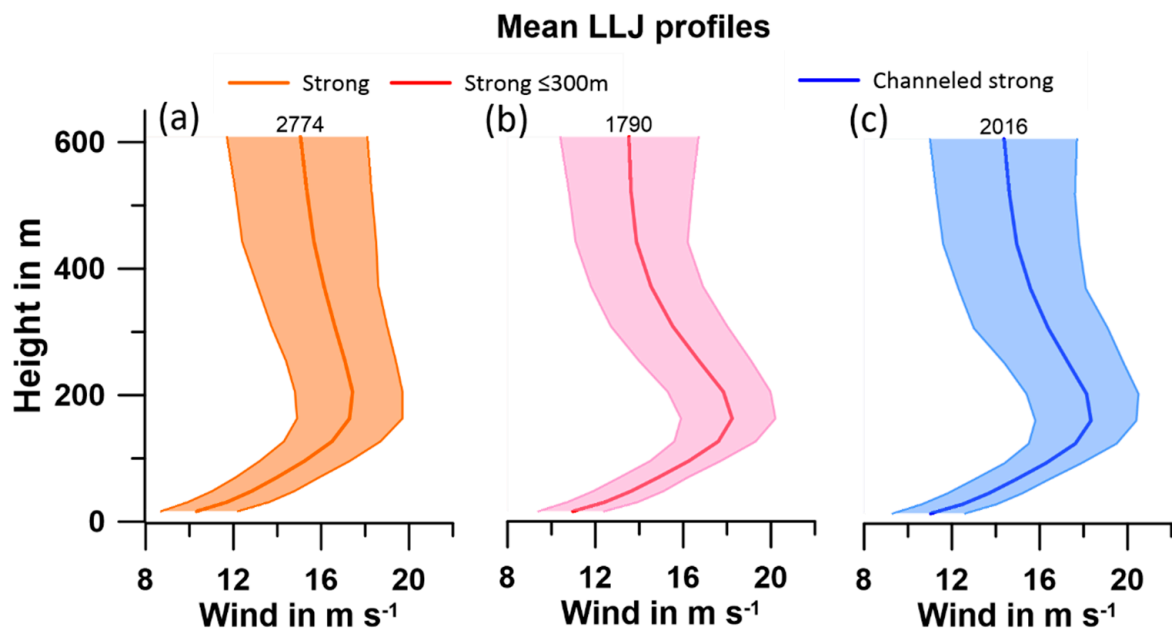 Mean LLJ profiles
Strong Strong ≤300m Channeled strong
(a) 2774 (b) 1790 (c) 2016
600
400
200
0
Height in m
8 12 16 20 8 12 16 20 8 12 16 20
Wind in m s-1 Wind in m s-1 Wind in m s-1